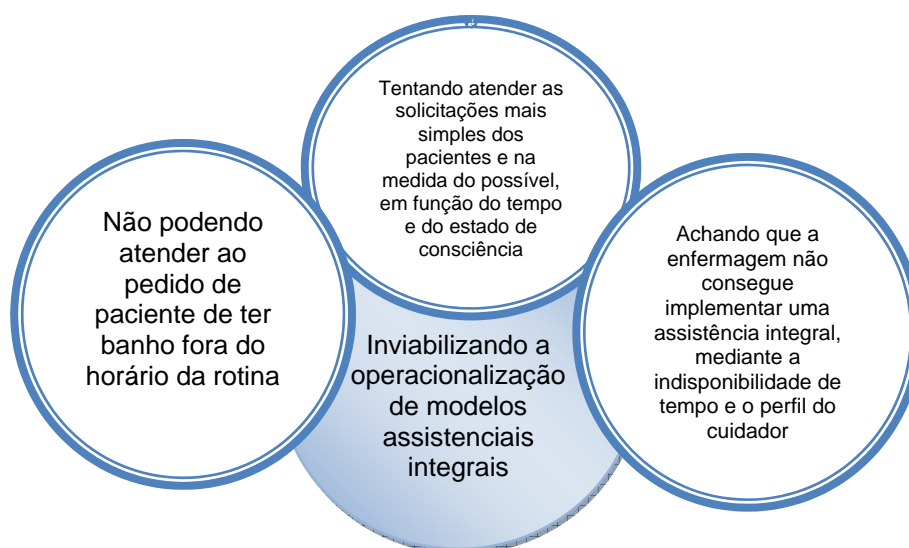 Tentando atender as
solicitações mais
simples dos
pacientes e na
medida do possível,
em função do tempo
e do estado de
consciência
Não podendo
atender ao
pedido de
paciente de ter
banho fora do
horário da rotina
Achando que a
enfermagem não
consegue
implementar uma
assistência integral,
mediante a
indisponibilidade de
tempo e o perfil do
cuidador
Inviabilizando a
operacionalização
de modelos
assistenciais
integrais